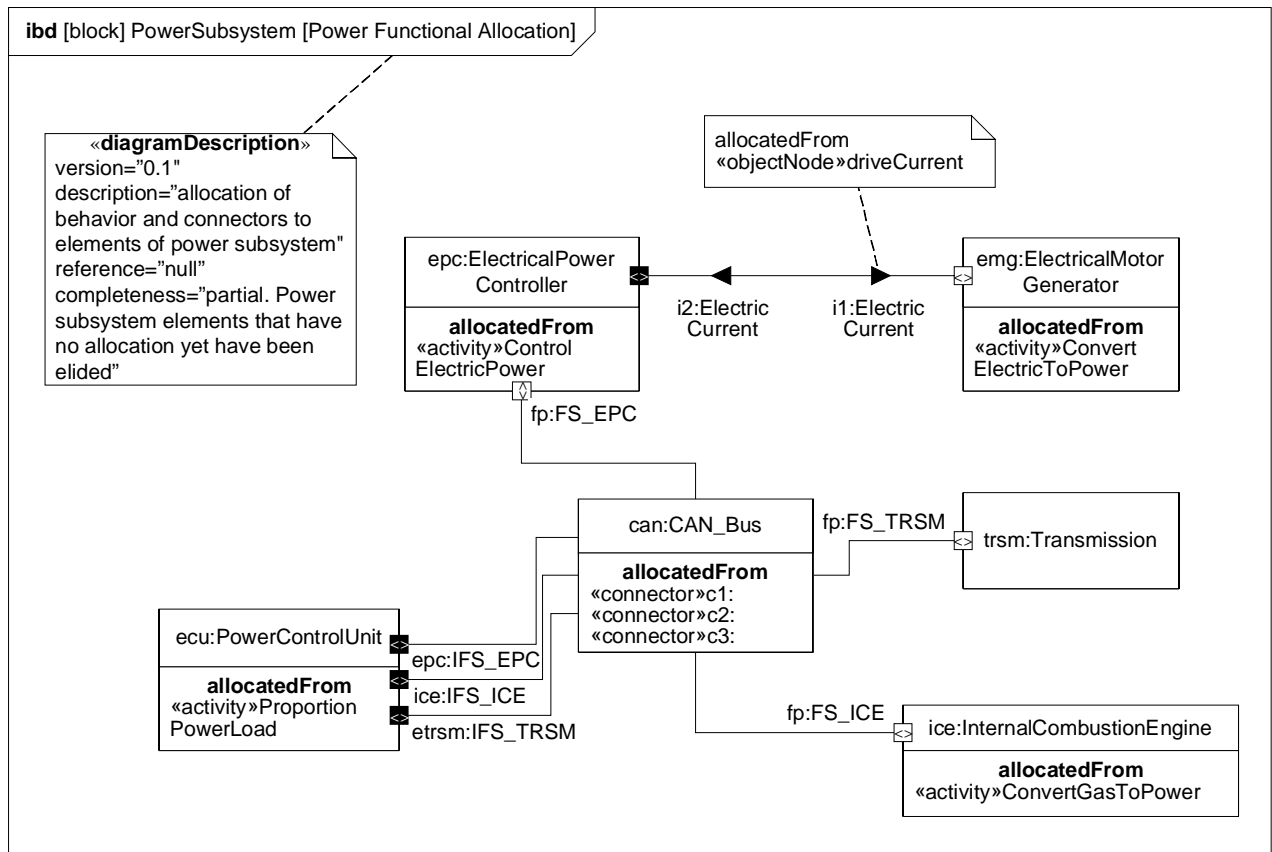 ibd [block] PowerSubsystem [Power Functional Allocation]
«diagramDescription»
version="0.1"
description="allocation of
behavior and connectors to
elements of power subsystem"
reference="null"
completeness="partial. Power
subsystem elements that have
no allocation yet have been
elided"
allocatedFrom
«objectNode»driveCurrent
epc:ElectricalPower
Controller
allocatedFrom
«activity»Control
ElectricPower
i2:Electric
Current
i1:Electric
Current
emg:ElectricalMotor
Generator
allocatedFrom
«activity»Convert
ElectricToPower
fp:FS_EPC
can:CAN_Bus
allocatedFrom
«connector»c1:
«connector»c2:
«connector»c3:
fp:FS_TRSM
trsm:Transmission
ecu:PowerControlUnit
allocatedFrom
«activity»Proportion
PowerLoad
epc:IFS_EPC
ice:IFS_ICE
etrsm:IFS_TRSM
fp:FS_ICE
ice:InternalCombustionEngine
allocatedFrom
«activity»ConvertGasToPower